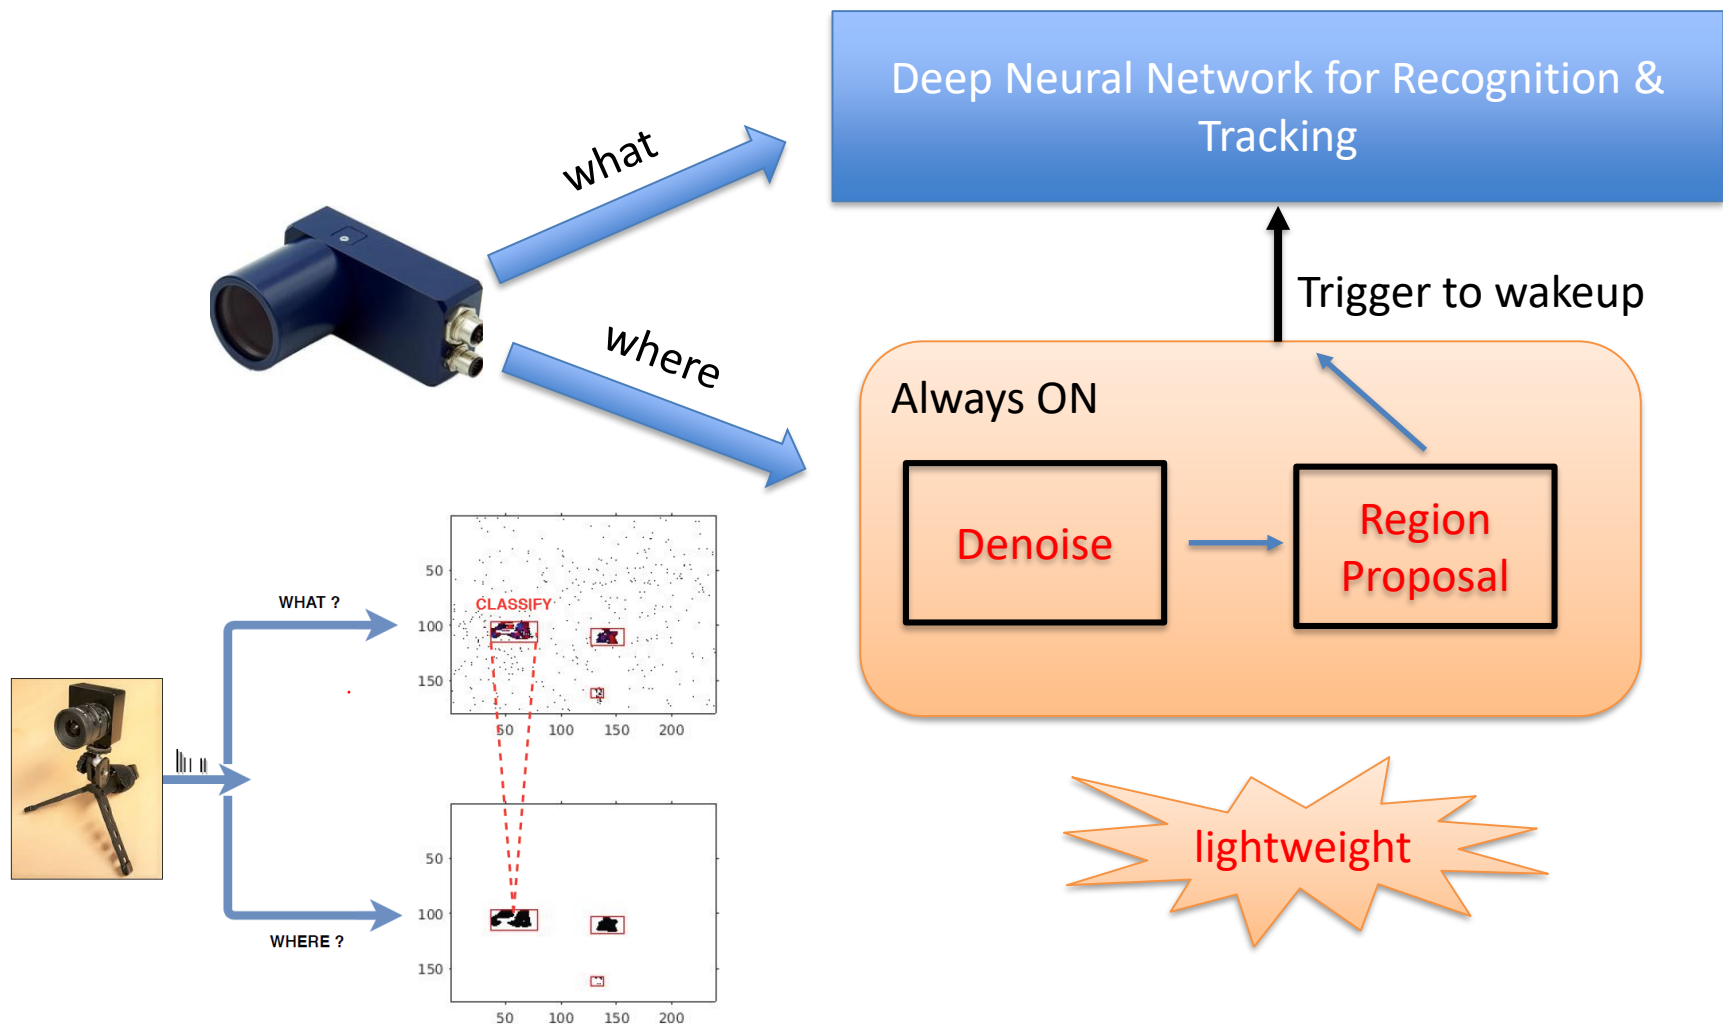 Deep Neural Network for Recognition &
Tracking
what
where
Trigger to wakeup
Always ON
Denoise
Region
Proposal
lightweight
WHAT ?
WHERE ?
50
100
150
CLASSIFY
50
100
150
200
50
100
150
50
100
150
200